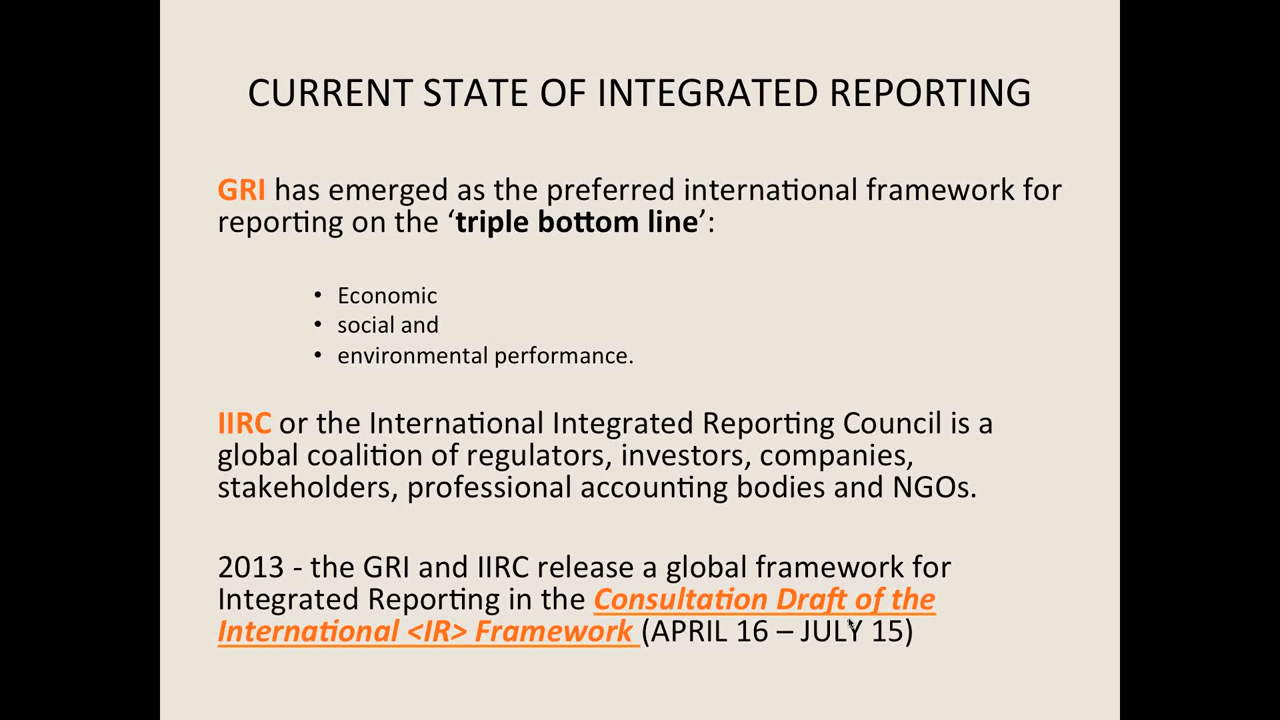 CURRENT STATE OF INTEGRATED REPORTING
GRI has emerged as the preferred international framework for
reporting on the ‘triple bottom line’:
• Economic
• social and
• environmental performance.
IIRC or the International Integrated Reporting Council is a
global coalition of regulators, investors, companies,
stakeholders, professional accounting bodies and NGOs.
2013 - the GRI and IIRC release a global framework for
Integrated Reporting in the Consultation Draft of the
International <IR> Framework (APRIL 16 – JULY 15)